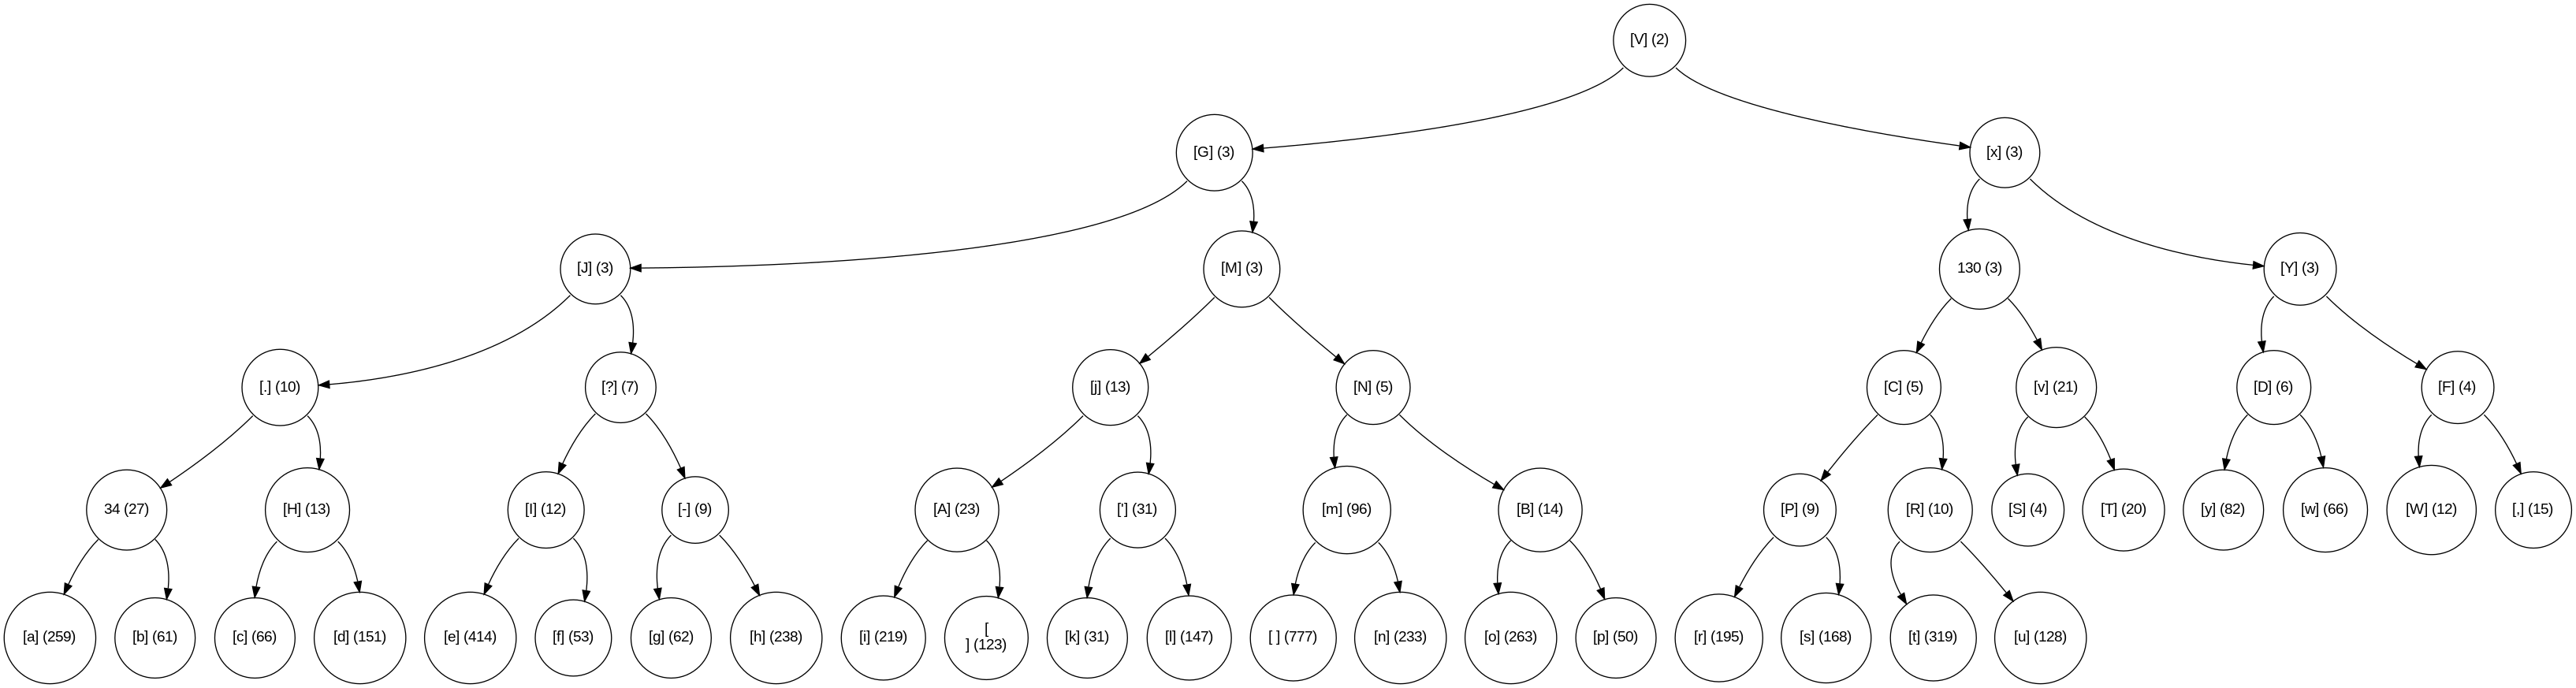 [V] (2)
[G] (3)
[x] (3)
[J] (3)
[M] (3)
130 (3)
[Y] (3)
[.] (10)
[?] (7)
[j] (13)
[N] (5)
[C] (5)
[v] (21)
[D] (6)
[F] (4)
34 (27)
[H] (13)
[I] (12)
[-] (9)
[A] (23)
['] (31)
[m] (96)
[B] (14)
[P] (9)
[R] (10)
[S] (4)
[T] (20)
[y] (82)
[w] (66)
[W] (12)
[,] (15)
[a] (259)
[b] (61)
[c] (66)
[d] (151)
[e] (414)
[f] (53)
[g] (62)
[h] (238)
[i] (219)
[
] (123)
[k] (31)
[l] (147)
[ ] (777)
[n] (233)
[o] (263)
[p] (50)
[r] (195)
[s] (168)
[t] (319)
[u] (128)